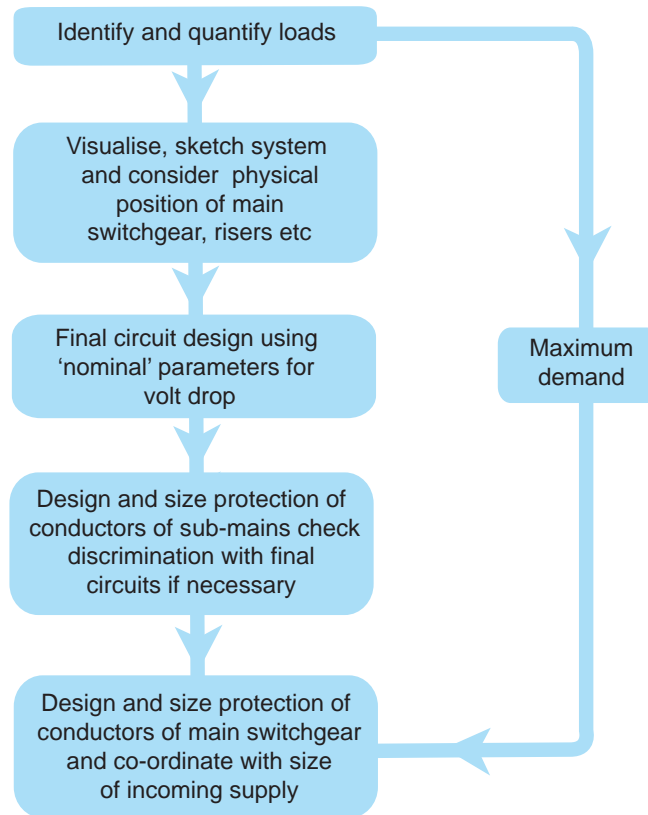 Identify and quantify loads
Visualise, sketch system
and consider physical
position of main
switchgear, risers etc
Final circuit design using
‘nominal’ parameters for
volt drop
Maximum
demand
Design and size protection of
conductors of sub-mains check
discrimination with final
circuits if necessary
Design and size protection of
conductors of main switchgear
and co-ordinate with size
of incoming supply